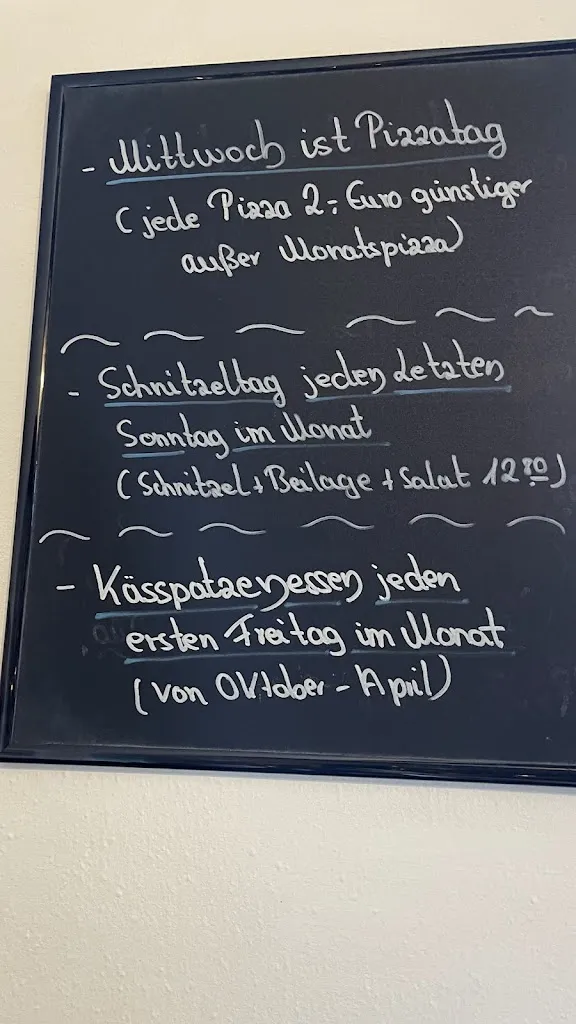 - Mittwoch ist Pizzatag
(jede Pizza 2,- Euro günstiger
außer Monatspizza)
- Schnitzeltag jeden letzten
Sonntag im Monat
(Schnitzel + Beilage + Salat 12 80)
- Kässpatzenessen jeden
ersten Freitag im Monat
(von Oktober - April)